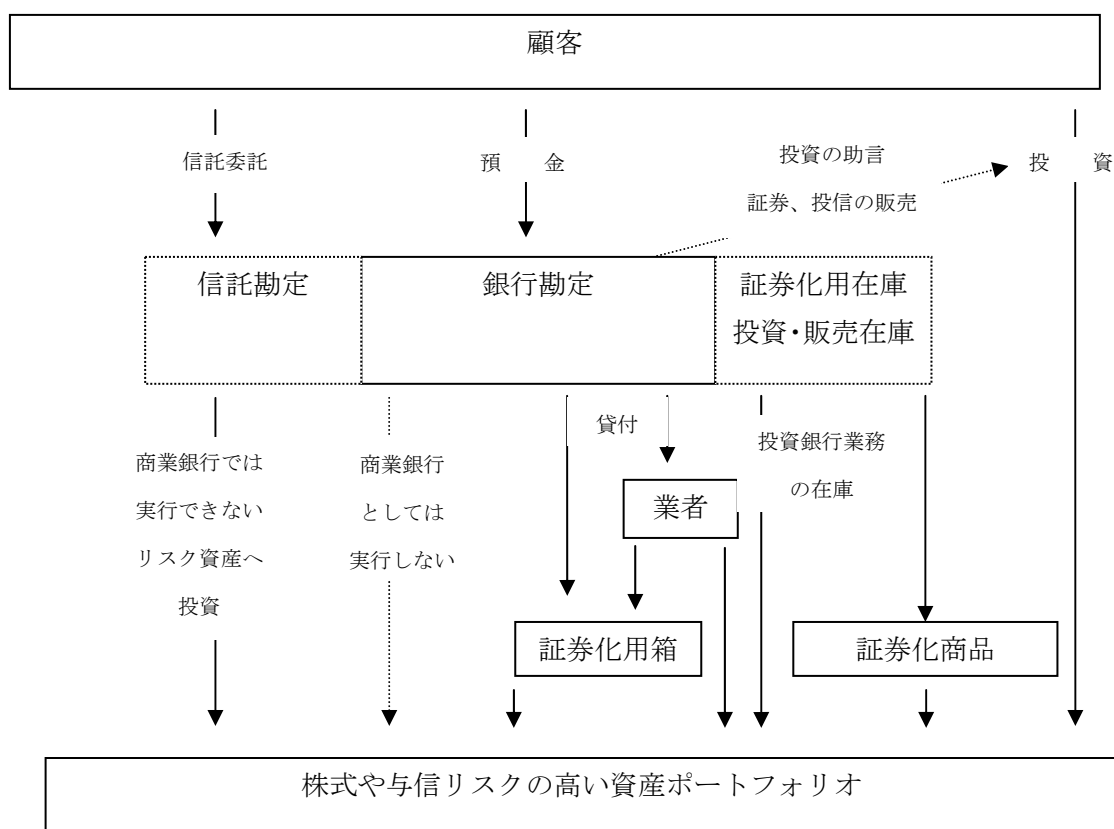 顧客
信託委託
預　金
投資の助言
証券、投信の販売
投　資
信託勘定
銀行勘定
証券化用在庫
投資・販売在庫
商業銀行では
実行できない
リスク資産へ
投資
商業銀行
としては
実行しない
貸付
業者
投資銀行業務
の在庫
証券化用箱
証券化商品
株式や与信リスクの高い資産ポートフォリオ